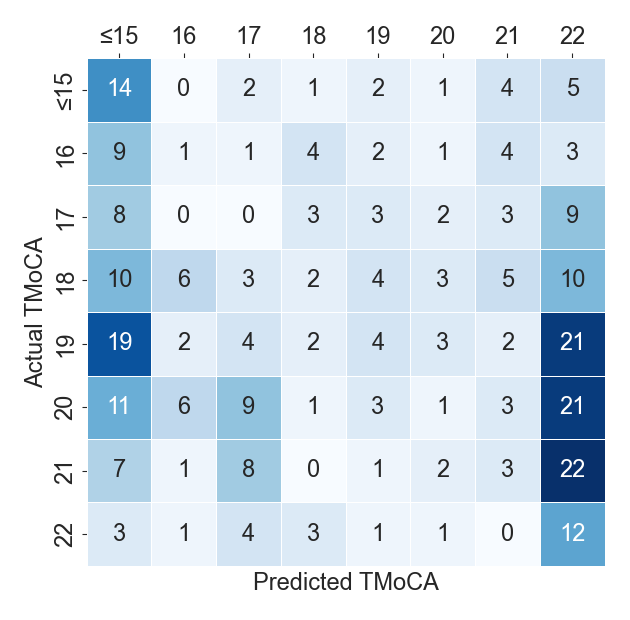 ≤15 16 17 18 19 20 21 22
≤15 14 0 2 1 2 1 4 5
16 9 1 1 4 2 1 4 3
17 8 0 0 3 3 2 3 9
18 10 6 3 2 4 3 5 10
19 19 2 4 2 4 3 2 21
20 11 6 9 1 3 1 3 21
21 7 1 8 0 1 2 3 22
22 3 1 4 3 1 1 0 12
Actual TMoCA
Predicted TMoCA